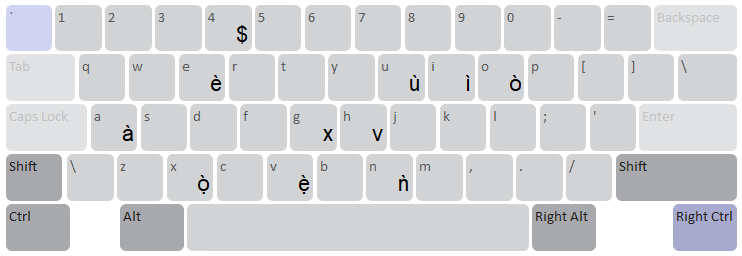 ` 1 2 3 4 $ 5 6 7 8 9 0 - = Backspace
Tab q w e è r t y u ù i ì o ò p [ ] \
Caps Lock a à s d f g x h v j k l ; ' Enter
Shift \ z x ọ̀ c v ẹ̀ b n ǹ m , . / Shift
Ctrl Alt Right Alt Right Ctrl